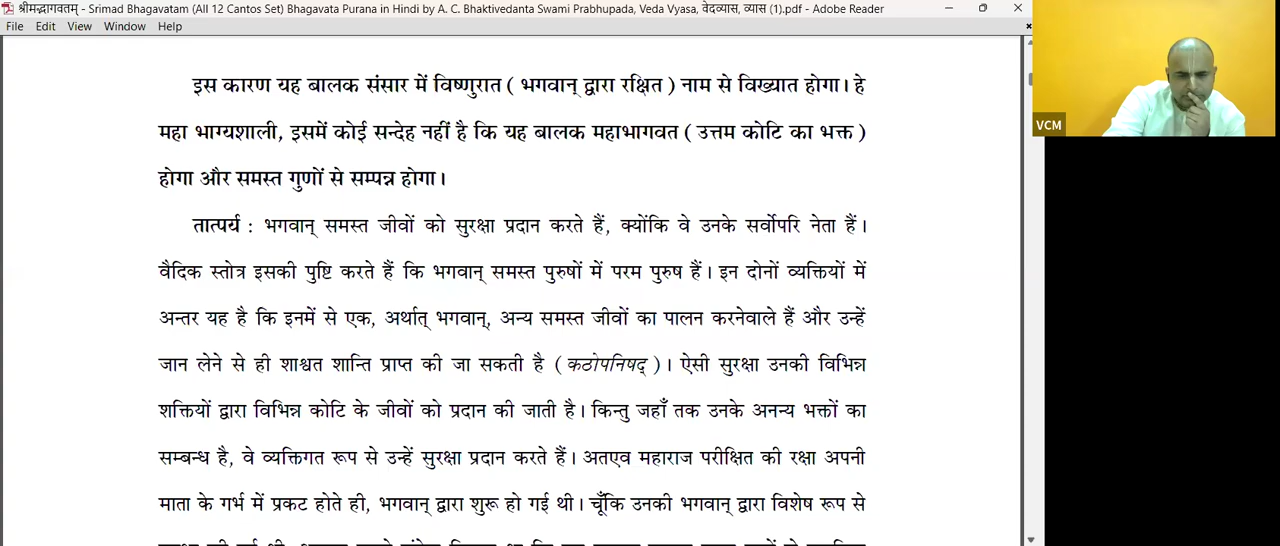 श्रीमद्भागवतम् - Srimad Bhagavatam (All 12 Cantos Set) Bhagavata Purana in Hindi by A. C. Bhaktivedanta Swami Prabhupada, Veda Vyasa, वेदव्यास, व्यास (1).pdf - Adobe Reader
File Edit View Window Help
इस कारण यह बालक संसार में विष्णुरात ( भगवान् द्वारा रक्षित ) नाम से विख्यात होगा। हे
महा भाग्यशाली, इसमें कोई सन्देह नहीं है कि यह बालक महाभागवत ( उत्तम कोटि का भक्त )
होगा और समस्त गुणों से सम्पन्न होगा।
तात्पर्य : भगवान् समस्त जीवों को सुरक्षा प्रदान करते हैं, क्योंकि वे उनके सर्वोपरि नेता हैं।
वैदिक स्तोत्र इसकी पुष्टि करते हैं कि भगवान् समस्त पुरुषों में परम पुरुष हैं। इन दोनों व्यक्तियों में
अन्तर यह है कि इनमें से एक, अर्थात् भगवान्, अन्य समस्त जीवों का पालन करनेवाले हैं और उन्हें
जान लेने से ही शाश्वत शान्ति प्राप्त की जा सकती है (कठोपनिषद्)। ऐसी सुरक्षा उनकी विभिन्न
शक्तियों द्वारा विभिन्न कोटि के जीवों को प्रदान की जाती है। किन्तु जहाँ तक उनके अनन्य भक्तों का
सम्बन्ध है, वे व्यक्तिगत रूप से उन्हें सुरक्षा प्रदान करते हैं। अतएव महाराज परीक्षित की रक्षा अपनी
माता के गर्भ में प्रकट होते ही, भगवान् द्वारा शुरू हो गई थी। चूँकि उनकी भगवान् द्वारा विशेष रूप से
VCM